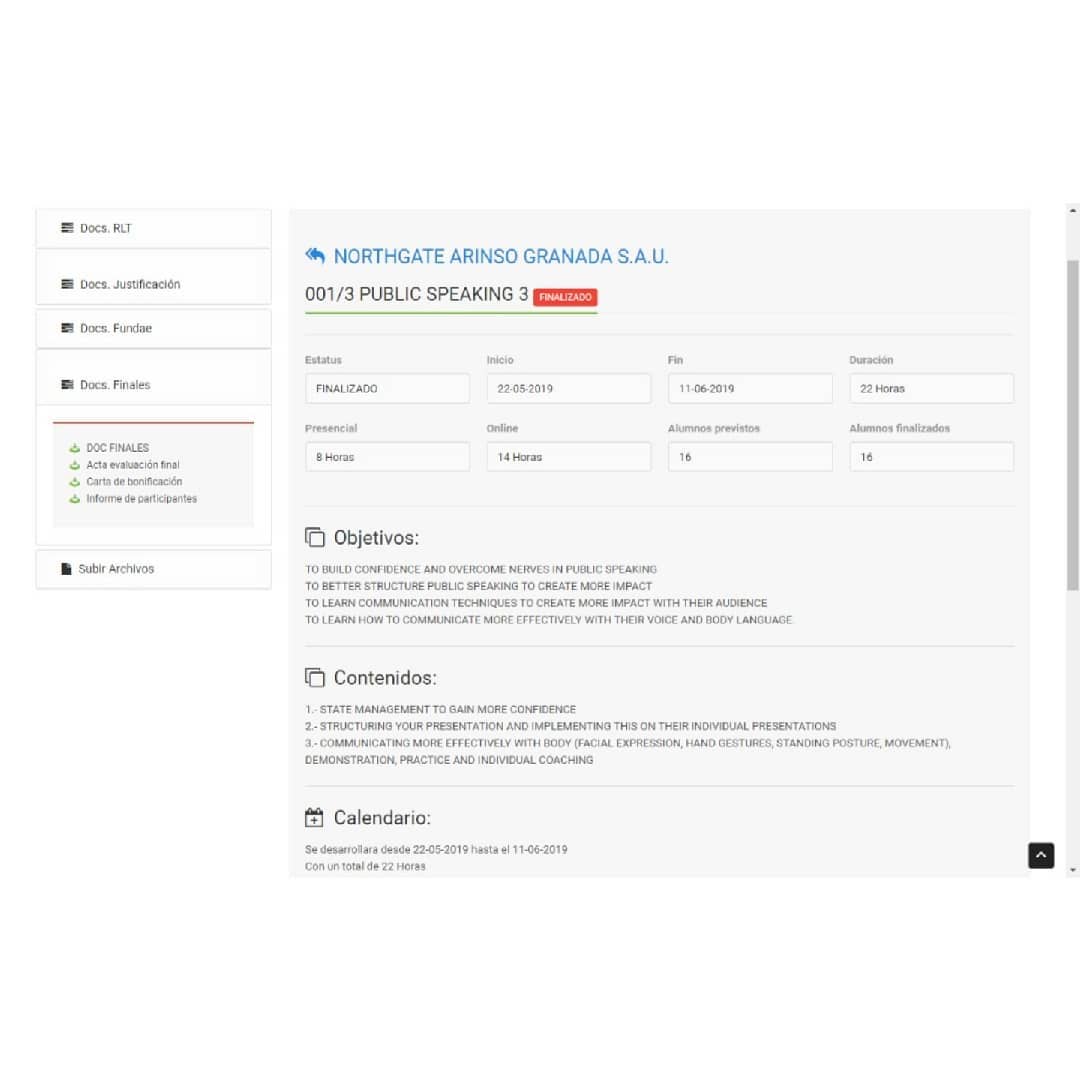 Docs. RLT
Docs. Justificación
Docs. Fundae
Docs. Finales
DOC FINALES
Acta evaluación final
Carta de bonificación
Informe de participantes
Subir Archivos
NORTHGATE ARINSO GRANADA S.A.U.
001/3 PUBLIC SPEAKING 3 FINALIZADO
Estatus Inicio Fin Duración
FINALIZADO 22-05-2019 11-06-2019 22 Horas
Presencial Online Alumnos previstos Alumnos finalizados
8 Horas 14 Horas 16 16
Objetivos:
TO BUILD CONFIDENCE AND OVERCOME NERVES IN PUBLIC SPEAKING
TO BETTER STRUCTURE PUBLIC SPEAKING TO CREATE MORE IMPACT
TO LEARN COMMUNICATION TECHNIQUES TO CREATE MORE IMPACT WITH THEIR AUDIENCE
TO LEARN HOW TO COMMUNICATE MORE EFFECTIVELY WITH THEIR VOICE AND BODY LANGUAGE.
Contenidos:
1.- STATE MANAGEMENT TO GAIN MORE CONFIDENCE
2.- STRUCTURING YOUR PRESENTATION AND IMPLEMENTING THIS ON THEIR INDIVIDUAL PRESENTATIONS
3.- COMMUNICATING MORE EFFECTIVELY WITH BODY (FACIAL EXPRESSION, HAND GESTURES, STANDING POSTURE, MOVEMENT),
DEMONSTRATION, PRACTICE AND INDIVIDUAL COACHING
Calendario:
Se desarrollara desde 22-05-2019 hasta el 11-06-2019
Con un total de 22 Horas